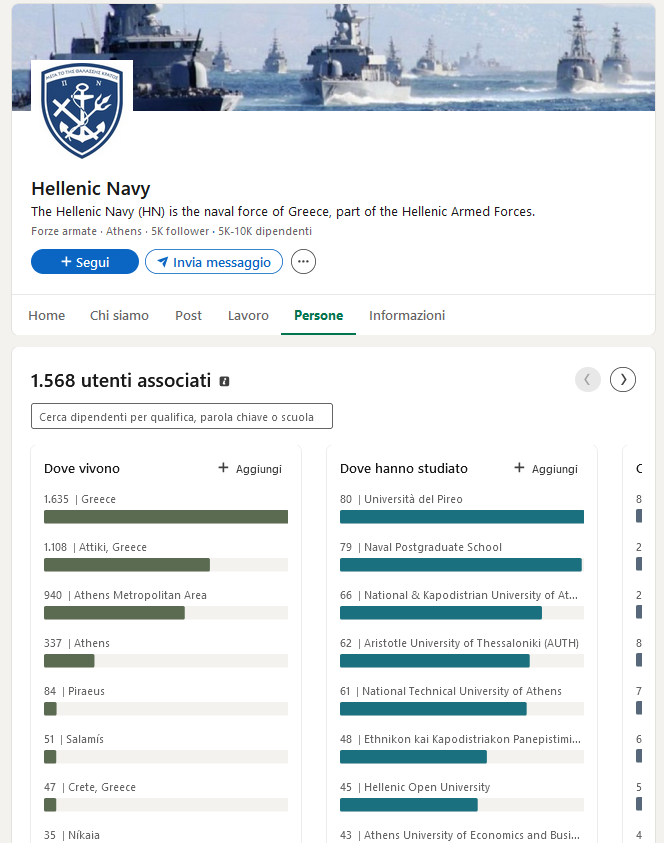 ΜΕΓΑ ΤΟ ΤΗΣ ΘΑΛΑΣΣΗΣ ΚΡΑΤΟΣ
Π Ν
Hellenic Navy
The Hellenic Navy (HN) is the naval force of Greece, part of the Hellenic Armed Forces.
Forze armate · Athens · 5K follower · 5K-10K dipendenti
+ Segui
Invia messaggio
Home Chi siamo Post Lavoro Persone Informazioni
1.568 utenti associati
Cerca dipendenti per qualifica, parola chiave o scuola
Dove vivono + Aggiungi
1.635 | Greece
1.108 | Attiki, Greece
940 | Athens Metropolitan Area
337 | Athens
84 | Piraeus
51 | Salamís
47 | Crete, Greece
35 | Níkaia
Dove hanno studiato + Aggiungi
80 | Università del Pireo
79 | Naval Postgraduate School
66 | National & Kapodistrian University of At...
62 | Aristotle University of Thessaloniki (AUTH)
61 | National Technical University of Athens
48 | Ethnikon kai Kapodistriakon Panepistimi...
45 | Hellenic Open University
43 | Athens University of Economics and Busi...
C
8
2
2
8
7
6
5
4